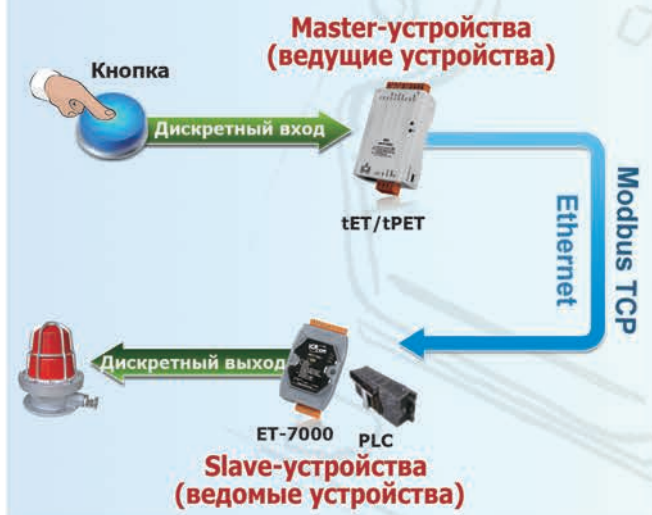 Master-устройства
(ведущие устройства)
Кнопка
Дискретный вход
tET/tPET
Modbus TCP
Ethernet
Дискретный выход
ET-7000
PLC
Slave-устройства
(ведомые устройства)